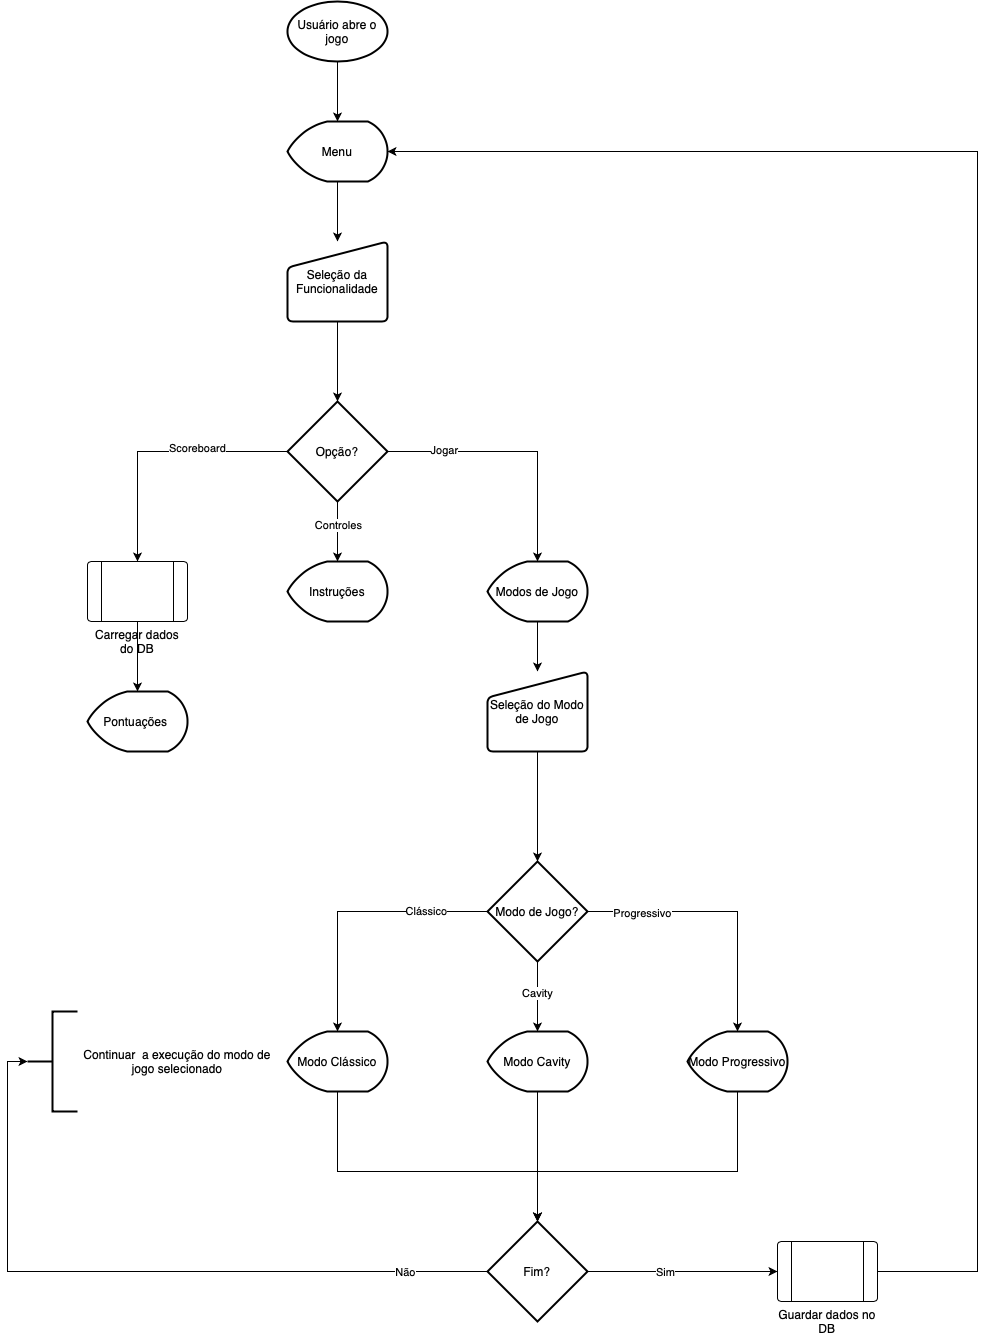 Usuário abre o
jogo
Menu
Seleção da
Funcionalidade
Opção?
Scoreboard
Jogar
Controles
Instruções
Modos de Jogo
Carregar dados
do DB
Pontuações
Seleção do Modo
de Jogo
Modo de Jogo?
Clássico
Progressivo
Cavity
Continuar  a execução do modo de
jogo selecionado
Modo Clássico
Modo Cavity
Modo Progressivo
Fim?
Não
Sim
Guardar dados no
DB